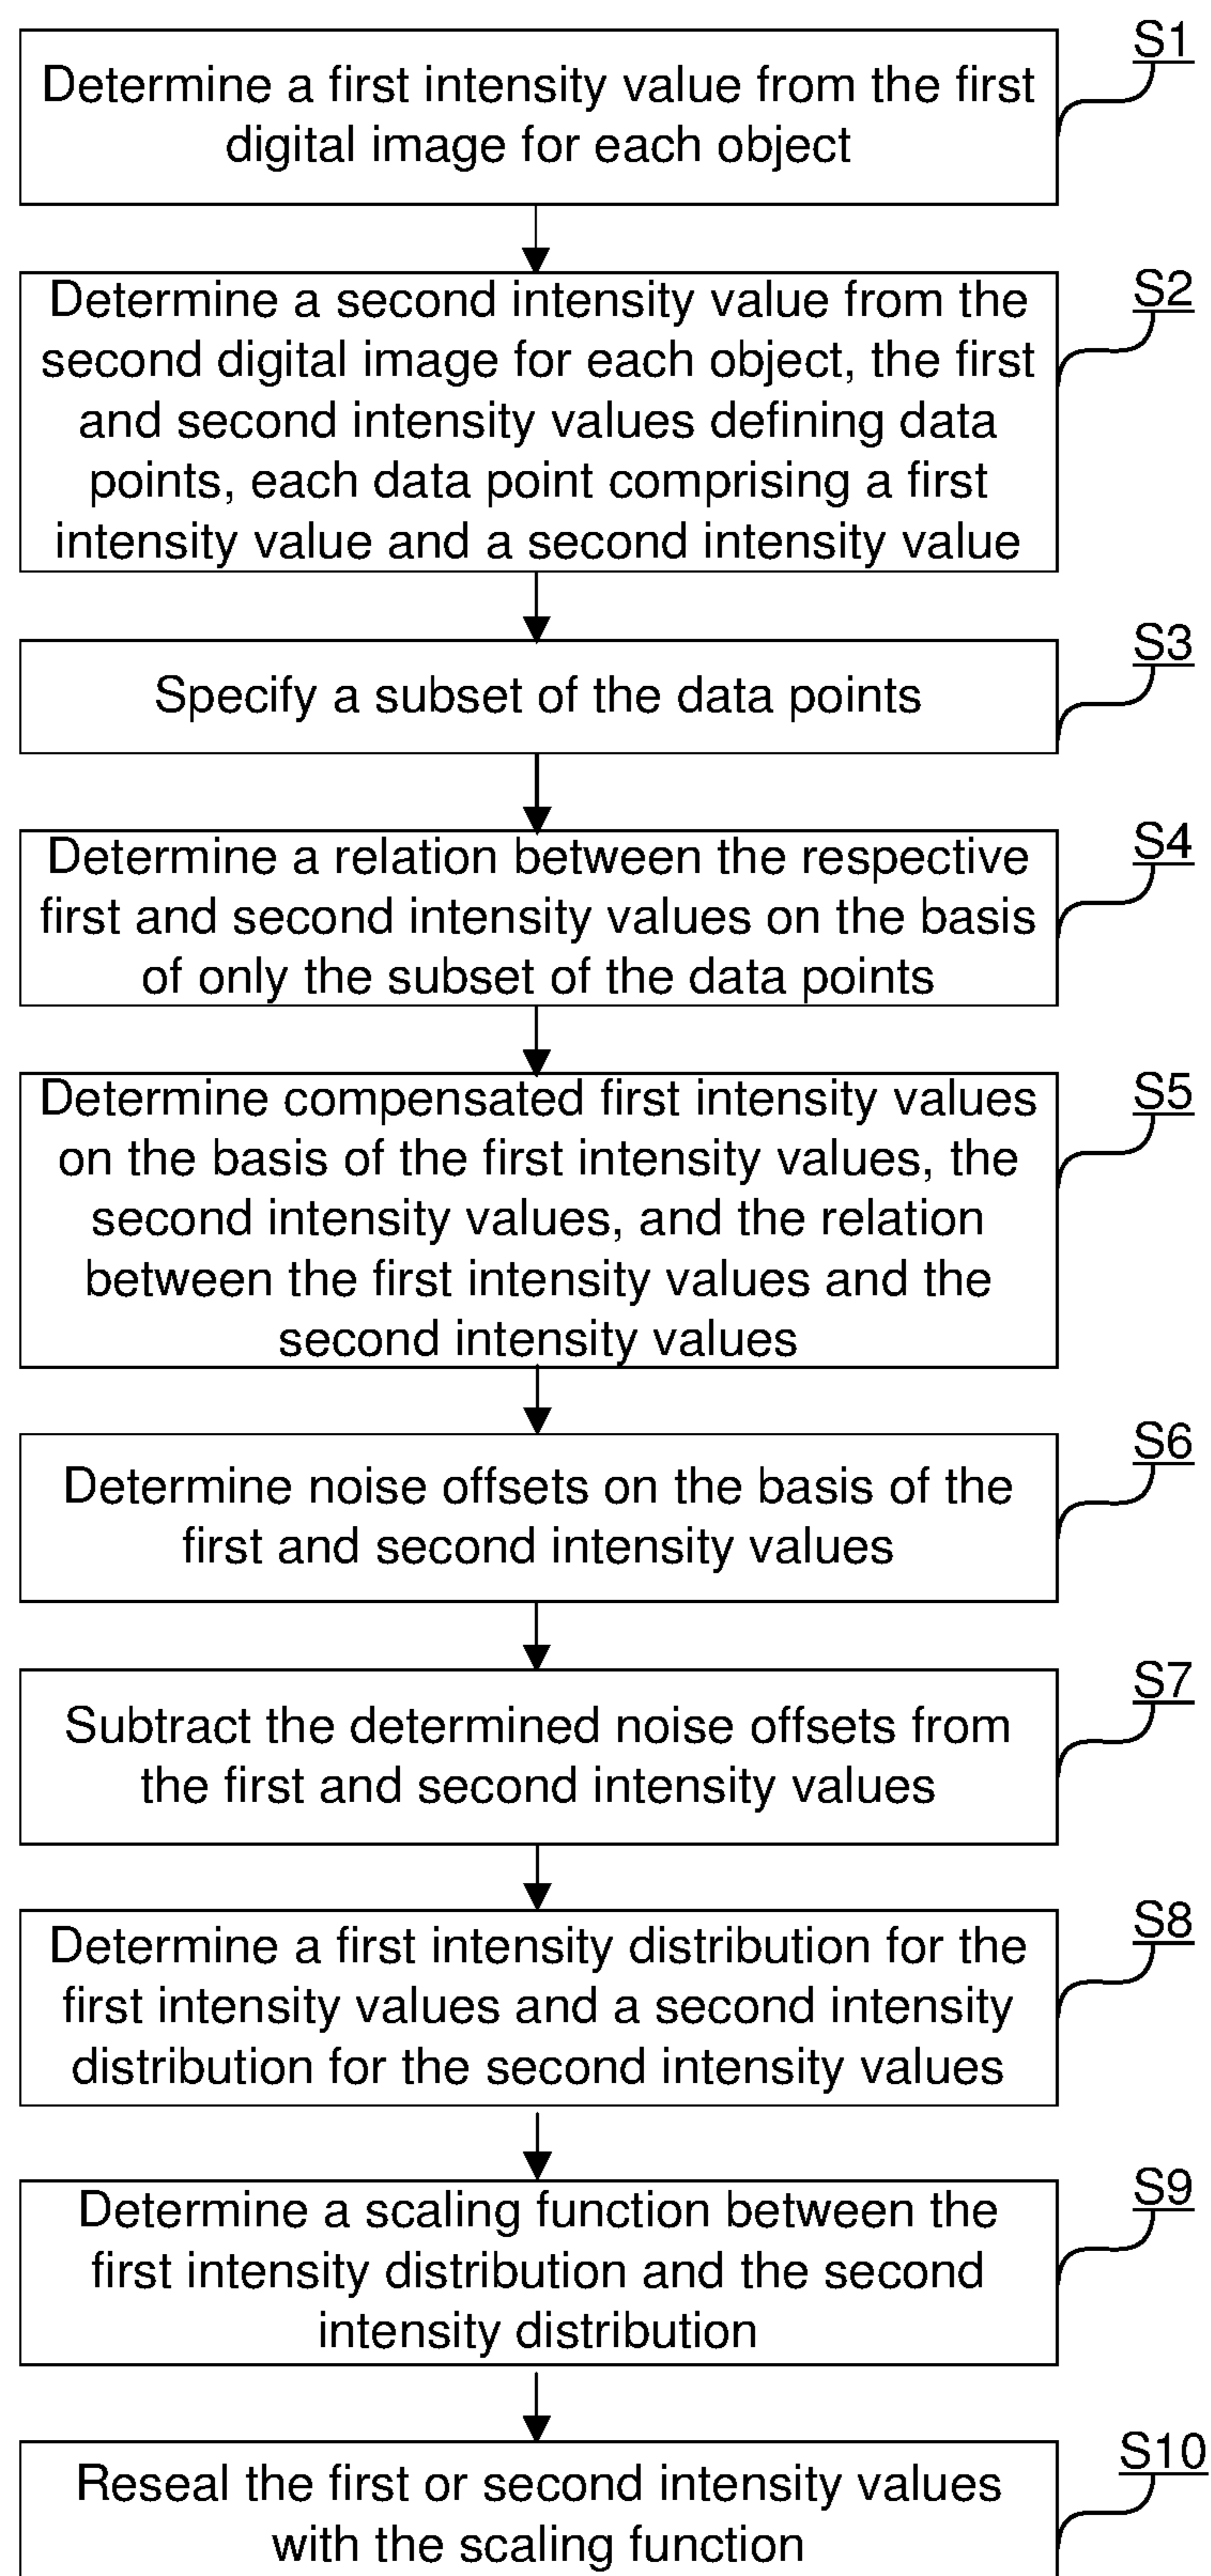 S1
Determine a first intensity value from the first
digital image for each object
S2
Determine a second intensity value from the
second digital image for each object, the first
and second intensity values defining data
points, each data point comprising a first
intensity value and a second intensity value
S3
Specify a subset of the data points
S4
Determine a relation between the respective
first and second intensity values on the basis
of only the subset of the data points
S5
Determine compensated first intensity values
on the basis of the first intensity values, the
second intensity values, and the relation
between the first intensity values and the
second intensity values
S6
Determine noise offsets on the basis of the
first and second intensity values
S7
Subtract the determined noise offsets from
the first and second intensity values
S8
Determine a first intensity distribution for the
first intensity values and a second intensity
distribution for the second intensity values
S9
Determine a scaling function between the
first intensity distribution and the second
intensity distribution
S10
Reseal the first or second intensity values
with the scaling function